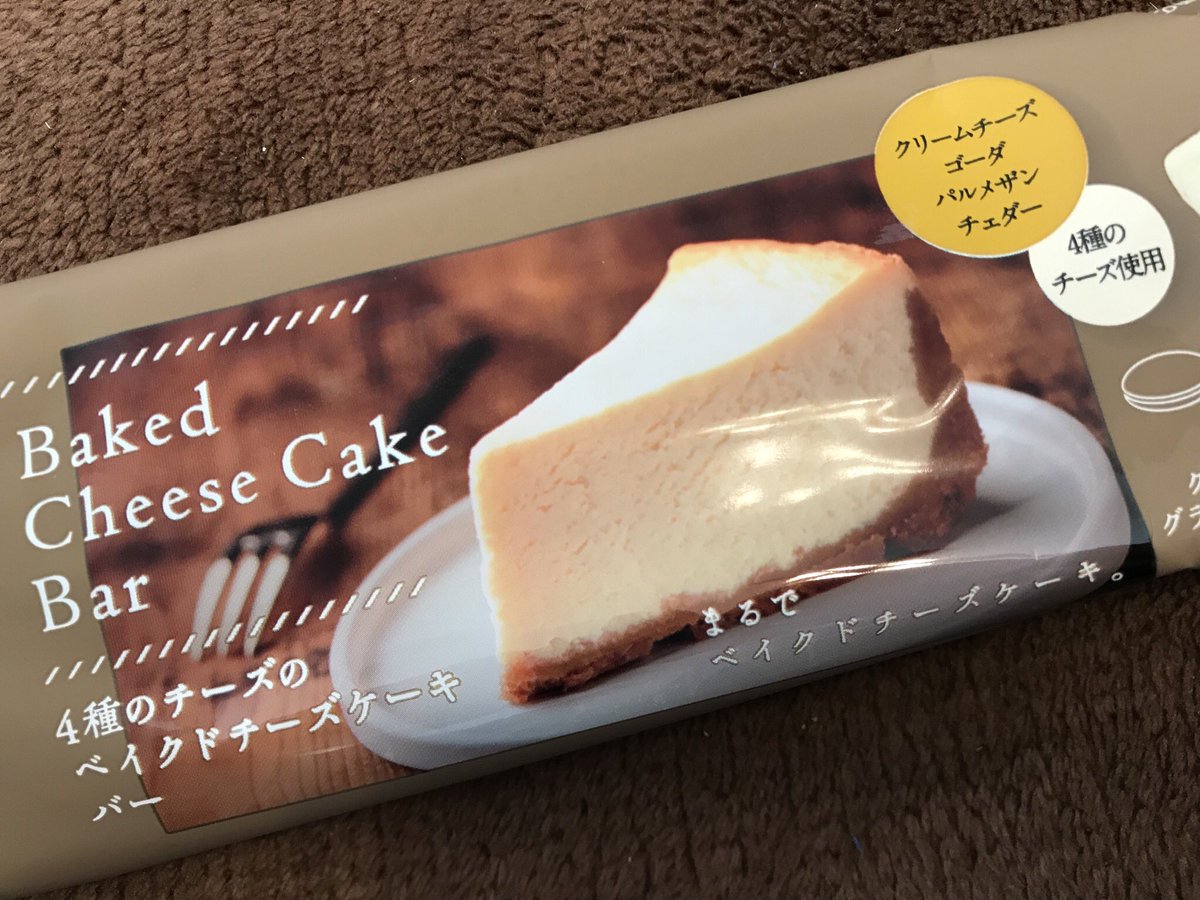 Baked
Cheese Cake
Bar
4種のチーズの
ベイクドチーズケーキ
バー
クリームチーズ
ゴーダ
パルメザン
チェダー
4種の
チーズ使用
まるで
ベイクドチーズケーキ。